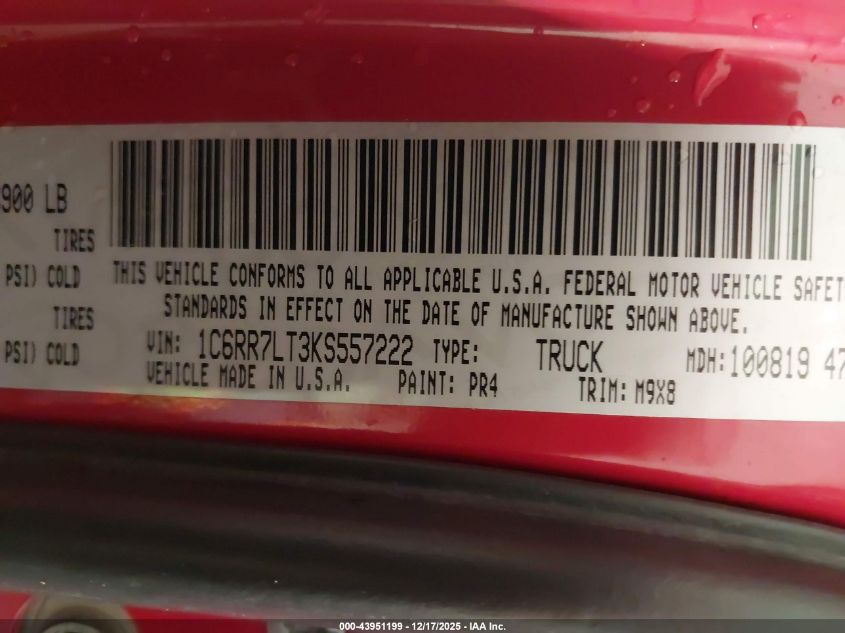 900 LB
TIRES
PSI) COLD
TIRES
PSI) COLD
THIS VEHICLE CONFORMS TO ALL APPLICABLE U.S.A. FEDERAL MOTOR VEHICLE SAFET
STANDARDS IN EFFECT ON THE DATE OF MANUFACTURE SHOWN ABOVE.
VIN: 1C6RR7LT3KS557222 TYPE: TRUCK MDH:100819 47
VEHICLE MADE IN U.S.A. PAINT: PR4 TRIM: M9X8
000-43951199 - 12/17/2025 - IAA Inc.